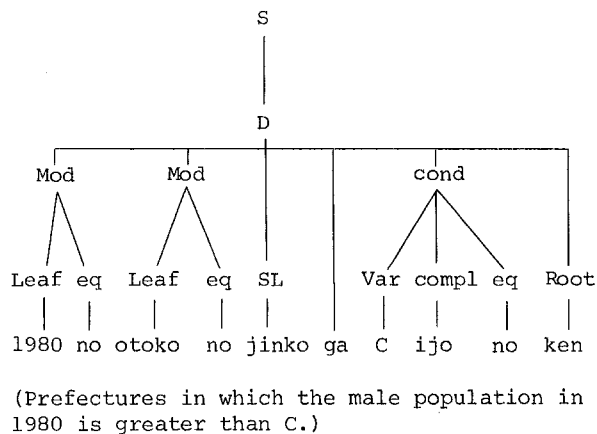 S
D
Mod Mod cond
Leaf eq Leaf eq SL Var compl eq Root
1980 no otoko no jinko ga C ijo no ken
(Prefectures in which the male population in
1980 is greater than C.)